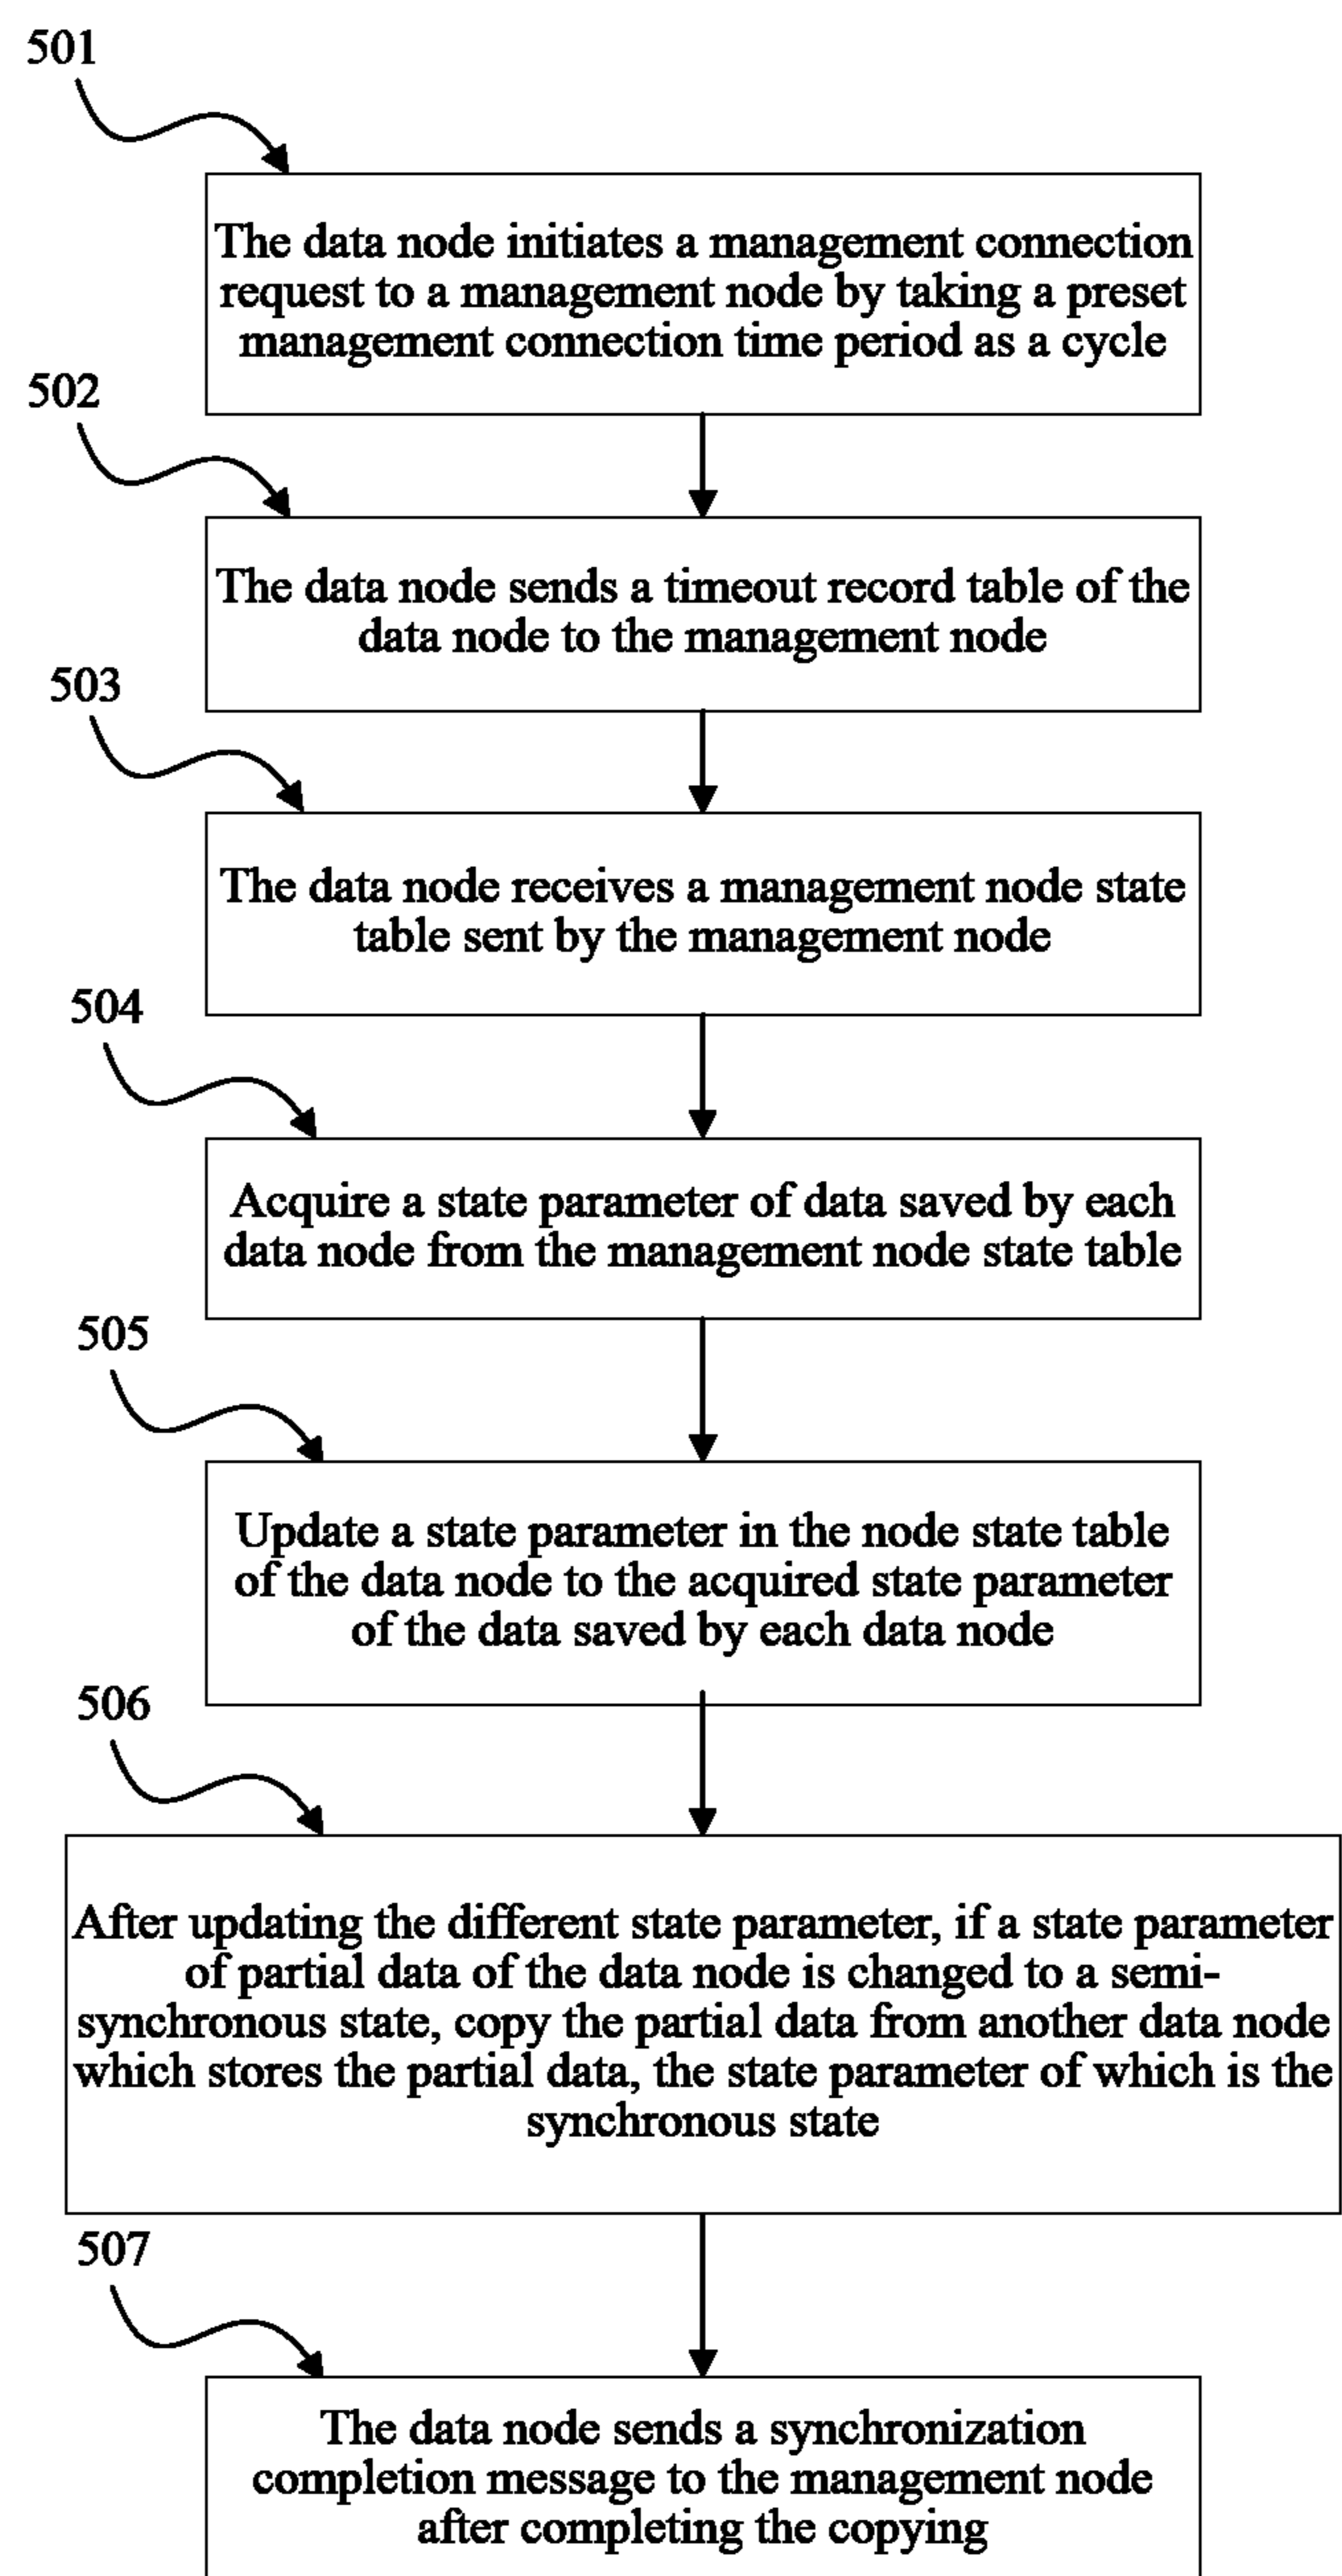 501
The data node initiates a management connection
request to a management node by taking a preset
management connection time period as a cycle
502
The data node sends a timeout record table of the
data node to the management node
503
The data node receives a management node state
table sent by the management node
504
Acquire a state parameter of data saved by each
data node from the management node state table
505
Update a state parameter in the node state table
of the data node to the acquired state parameter
of the data saved by each data node
506
After updating the different state parameter, if a state parameter
of partial data of the data node is changed to a semi-
synchronous state, copy the partial data from another data node
which stores the partial data, the state parameter of which is the
synchronous state
507
The data node sends a synchronization
completion message to the management node
after completing the copying